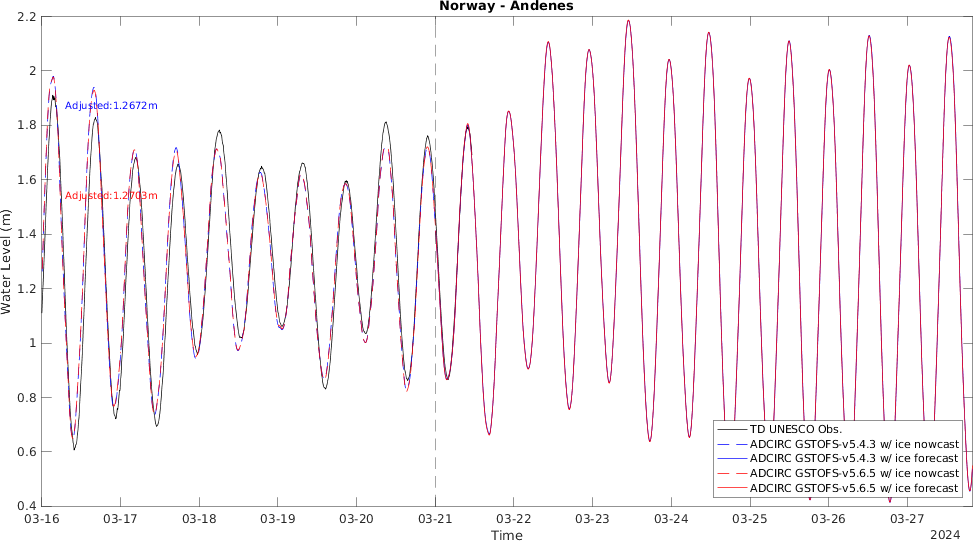 Norway - Andenes
2.2
2
1.8
1.6
1.4
1.2
1
0.8
0.6
0.4
Water Level (m)
Adjusted:1.2672m
Adjusted:1.2703m
TD UNESCO Obs.
ADCIRC GSTOFS-v5.4.3 w/ ice nowcast
ADCIRC GSTOFS-v5.4.3 w/ ice forecast
ADCIRC GSTOFS-v5.6.5 w/ ice nowcast
ADCIRC GSTOFS-v5.6.5 w/ ice forecast
03-16 03-17 03-18 03-19 03-20 03-21 03-22 03-23 03-24 03-25 03-26 03-27
Time
2024